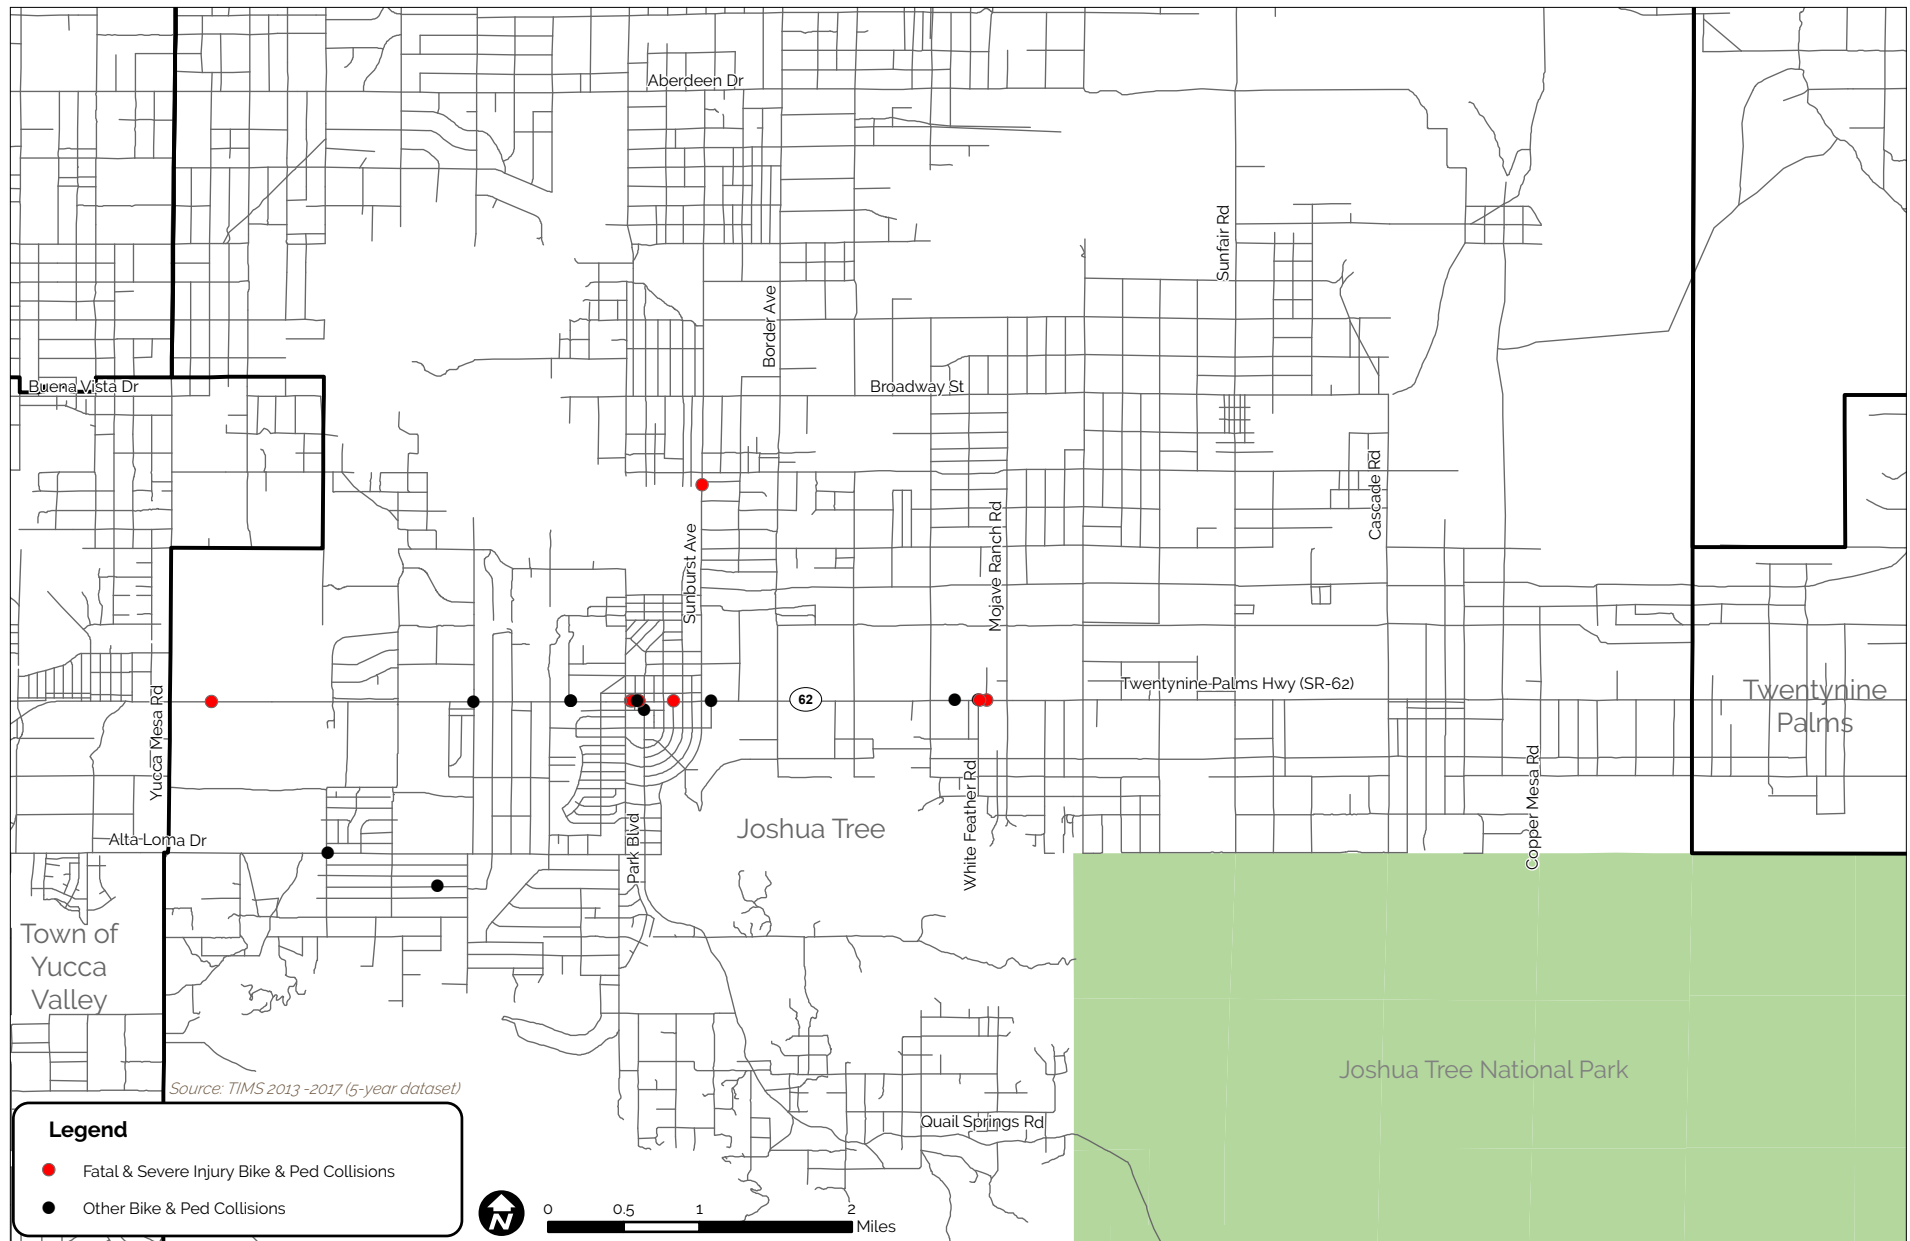 Aberdeen Dr
Sunfair Rd
Border Ave
Buena Vista Dr
Broadway St
Cascade Rd
Sunburst Ave
Mojave Ranch Rd
Yucca Mesa Rd
62
Twentynine Palms Hwy (SR-62)
Twentynine
Palms
Copper Mesa Rd
White Feather Rd
Park Blvd
Joshua Tree
Alta Loma Dr
Town of
Yucca
Valley
Joshua Tree National Park
Source: TIMS 2013 -2017 (5-year dataset)
Quail Springs Rd
Legend
Fatal & Severe Injury Bike & Ped Collisions
Other Bike & Ped Collisions
N
0 0.5 1 2
Miles